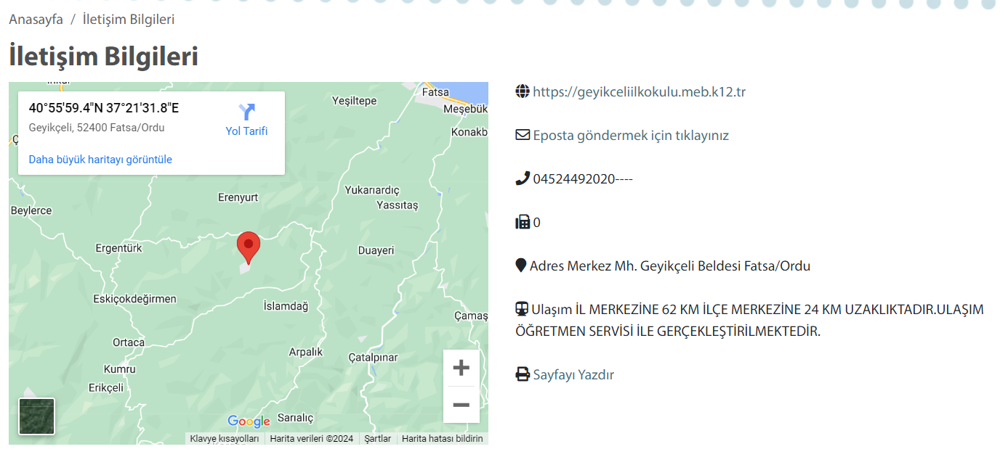 Anasayfa / İletişim Bilgileri
İletişim Bilgileri
40°55'59.4"N 37°21'31.8"E
Geyikçeli, 52400 Fatsa/Ordu
Yol Tarifi
Daha büyük haritayı görüntüle
Fatsa
Yeşiltepe
Meşebük
Konakb
Yukarıardıç
Erenyurt
Yassıtaş
Beylerce
Ergentürk
Duayeri
Eskiçokdeğirmen
İslamdağ
Çamaş
Ortaca
Arpalık
Çatalpınar
Kumru
Erikçeli
Sarıaliç
Google
Klavye kısayolları
Harita verileri ©2024
Şartlar
Harita hatası bildirin
https://geyikceliilkokulu.meb.k12.tr
Eposta göndermek için tıklayınız
04524492020----
0
Adres Merkez Mh. Geyikçeli Beldesi Fatsa/Ordu
Ulaşım İL MERKEZİNE 62 KM İLÇE MERKEZİNE 24 KM UZAKLIKTADIR.ULAŞIM
ÖĞRETMEN SERVİSİ İLE GERÇEKLEŞTİRİLMEKTEDİR.
Sayfayı Yazdır